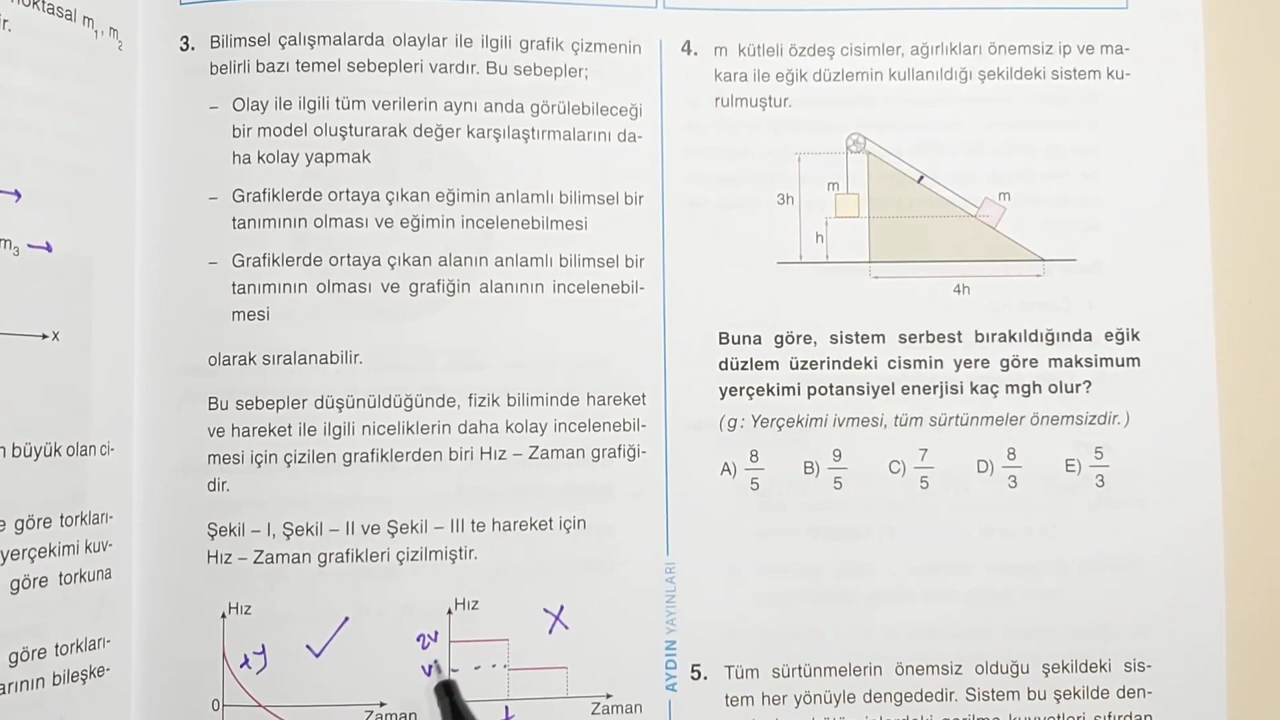 noktasal m1, m2
ir.
m3
x
n büyük olan ci-
e göre torkları-
yerçekimi kuv-
göre torkuna
göre torkları-
arının bileşke-
3. Bilimsel çalışmalarda olaylar ile ilgili grafik çizmenin
belirli bazı temel sebepleri vardır. Bu sebepler;
– Olay ile ilgili tüm verilerin aynı anda görülebileceği
bir model oluşturarak değer karşılaştırmalarını da-
ha kolay yapmak
– Grafiklerde ortaya çıkan eğimin anlamlı bilimsel bir
tanımının olması ve eğimin incelenebilmesi
– Grafiklerde ortaya çıkan alanın anlamlı bilimsel bir
tanımının olması ve grafiğin alanının incelenebil-
mesi
olarak sıralanabilir.
Bu sebepler düşünüldüğünde, fizik biliminde hareket
ve hareket ile ilgili niceliklerin daha kolay incelenebil-
mesi için çizilen grafiklerden biri Hız – Zaman grafiği-
dir.
Şekil – I, Şekil – II ve Şekil – III te hareket için
Hız – Zaman grafikleri çizilmiştir.
Hız
+y
0
Zaman
Hız
2v
v
t
Zaman
AYDIN YAYINLARI
4. m kütleli özdeş cisimler, ağırlıkları önemsiz ip ve ma-
kara ile eğik düzlemin kullanıldığı şekildeki sistem ku-
rulmuştur.
3h
m
h
m
4h
Buna göre, sistem serbest bırakıldığında eğik
düzlem üzerindeki cismin yere göre maksimum
yerçekimi potansiyel enerjisi kaç mgh olur?
(g: Yerçekimi ivmesi, tüm sürtünmeler önemsizdir.)
A) 8/5 B) 9/5 C) 7/5 D) 8/3 E) 5/3
5. Tüm sürtünmelerin önemsiz olduğu şekildeki sis-
tem her yönüyle dengededir. Sistem bu şekilde den-